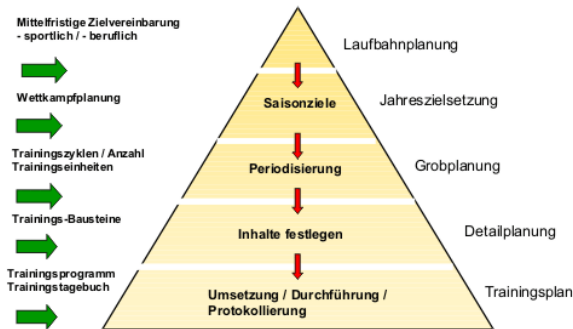 Mittelfristige Zielvereinbarung
- sportlich / - beruflich
Laufbahnplanung
Wettkampfplanung
Saisonziele
Jahreszielsetzung
Trainingszyklen / Anzahl
Trainingseinheiten
Periodisierung
Grobplanung
Trainings-Bausteine
Inhalte festlegen
Detailplanung
Trainingsprogramm
Trainingstagebuch
Umsetzung / Durchführung /
Protokollierung
Trainingsplan